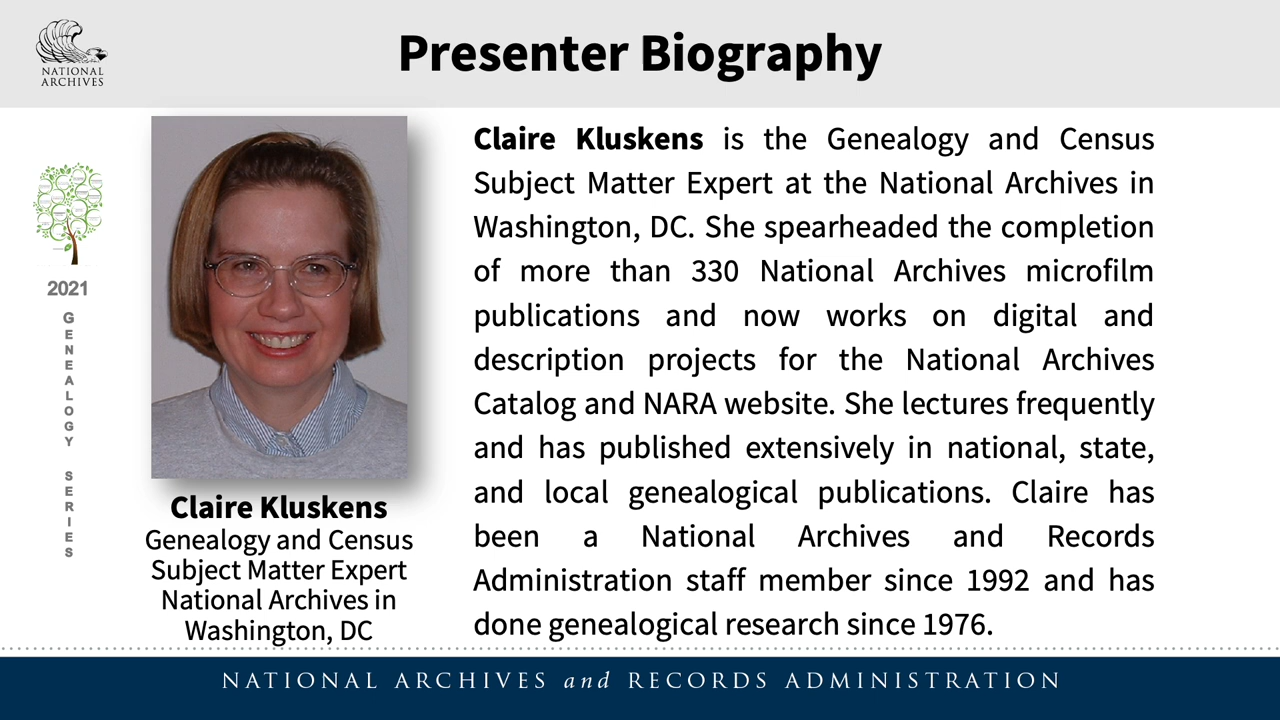 NATIONAL
ARCHIVES
Presenter Biography
2021
GENEALOGY SERIES
Claire Kluskens
Genealogy and Census
Subject Matter Expert
National Archives in
Washington, DC
Claire Kluskens is the Genealogy and Census
Subject Matter Expert at the National Archives in
Washington, DC. She spearheaded the completion
of more than 330 National Archives microfilm
publications and now works on digital and
description projects for the National Archives
Catalog and NARA website. She lectures frequently
and has published extensively in national, state,
and local genealogical publications. Claire has
been a National Archives and Records
Administration staff member since 1992 and has
done genealogical research since 1976.
NATIONAL ARCHIVES and RECORDS ADMINISTRATION